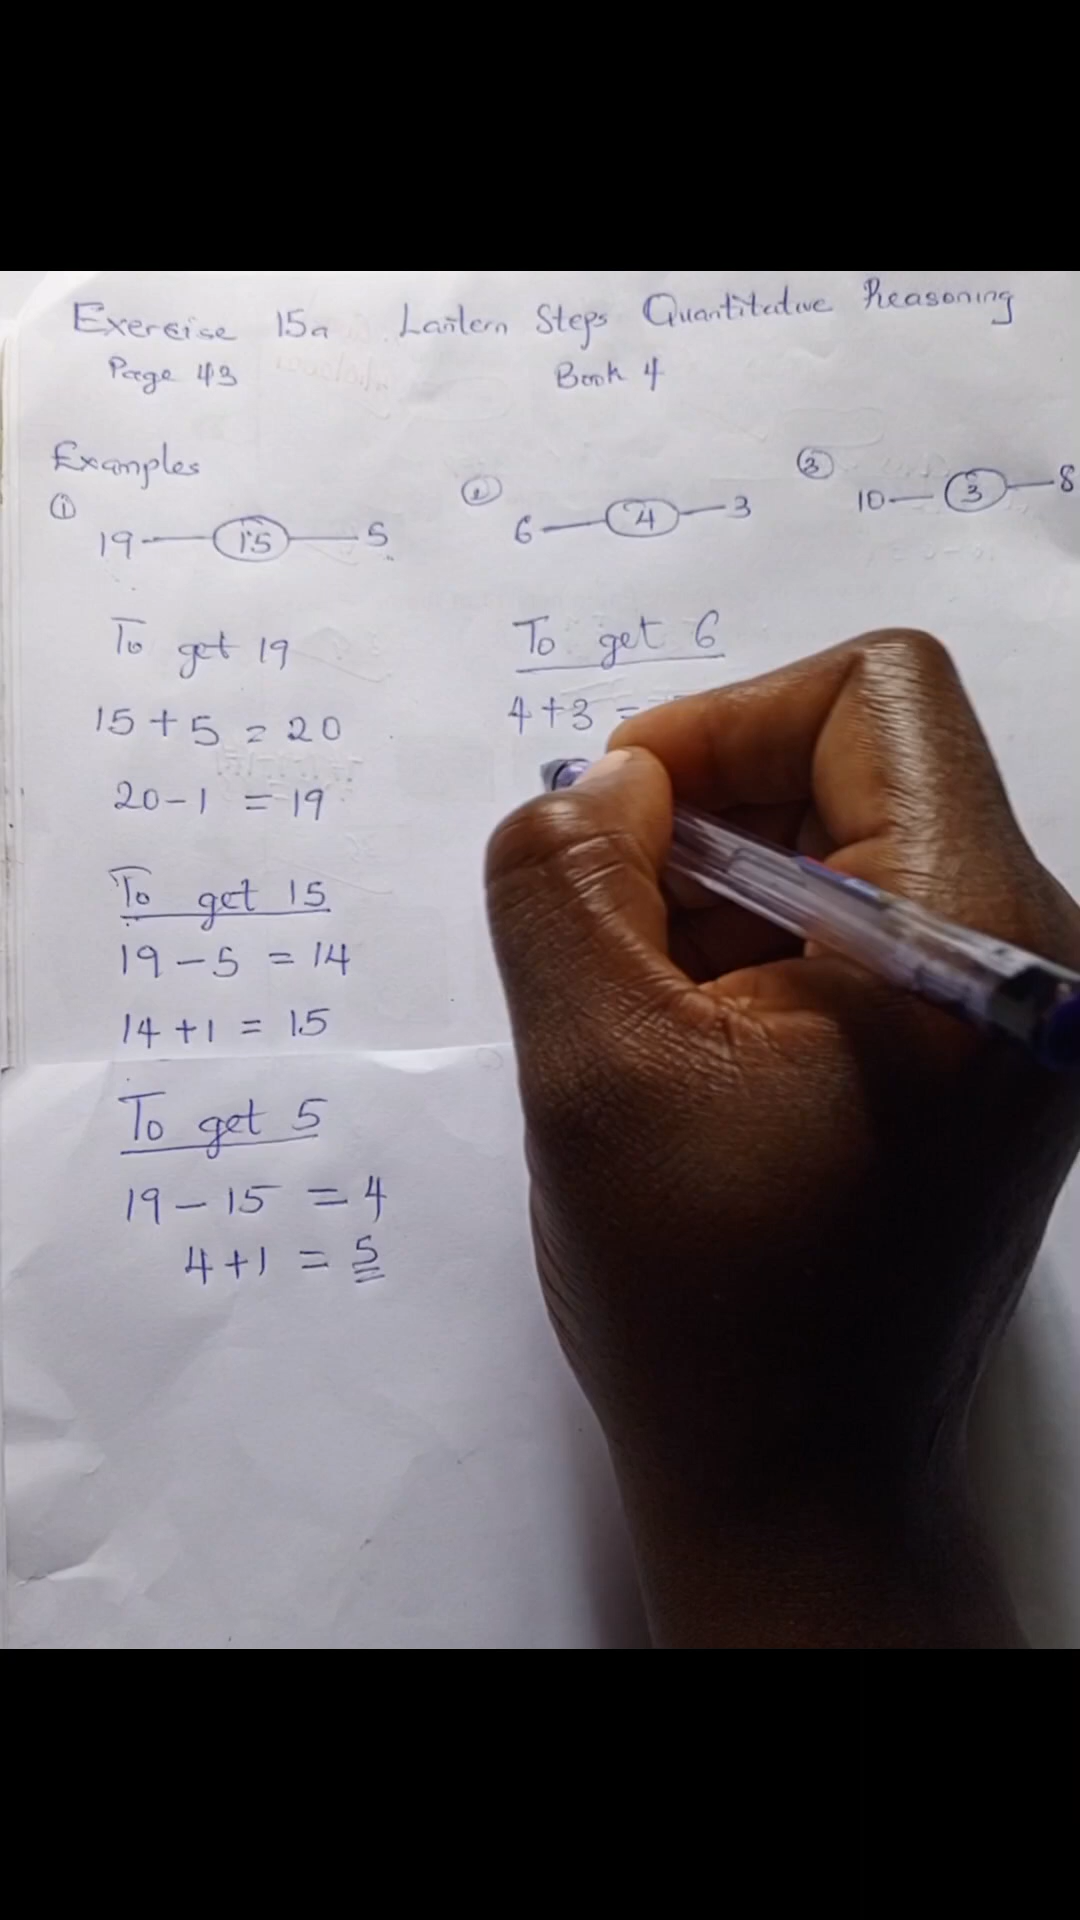 Exercise 15a Lantern Steps Quantitative Reasoning
Page 43 Book 4
Examples
① 19 — 15 — 5
② 6 — 4 — 3
③ 10 — 3 — 8
To get 19
15 + 5 = 20
20 - 1 = 19
To get 15
19 - 5 = 14
14 + 1 = 15
To get 5
19 - 15 = 4
4 + 1 = 5
To get 6
4 + 3 =